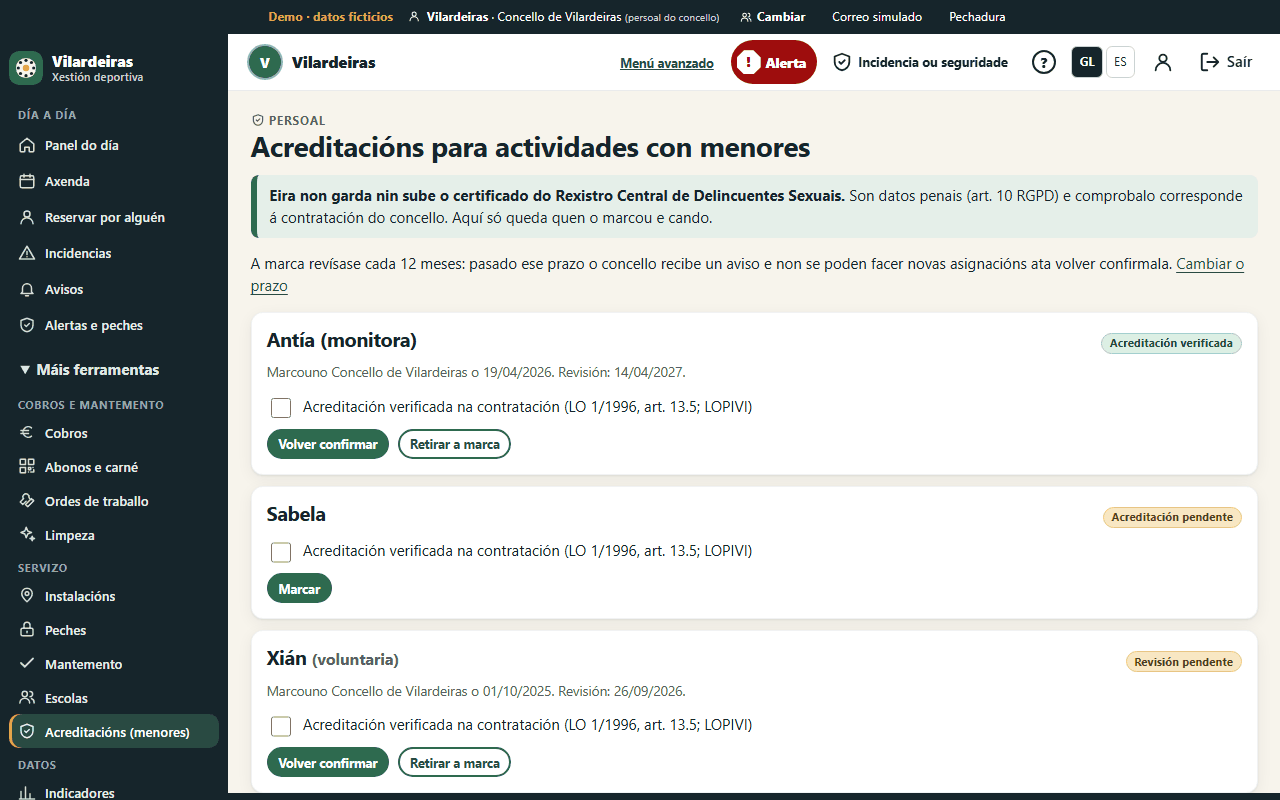 Demo · datos ficticios
Vilardeiras · Concello de Vilardeiras (persoal do concello)
Cambiar
Correo simulado
Pechadura
Vilardeiras
Xestión deportiva
DÍA A DÍA
Panel do día
Axenda
Reservar por alguén
Incidencias
Avisos
Alertas e peches
▼ Máis ferramentas
COBROS E MANTEMENTO
Cobros
Abonos e carné
Ordes de traballo
Limpeza
SERVIZO
Instalacións
Peches
Mantemento
Escolas
Acreditacións (menores)
DATOS
Indicadores
V
Vilardeiras
Menú avanzado
! Alerta
Incidencia ou seguridade
?
GL
ES
Saír
PERSOAL
Acreditacións para actividades con menores
Eira non garda nin sube o certificado do Rexistro Central de Delincuentes Sexuais. Son datos penais (art. 10 RGPD) e comprobalo corresponde
á contratación do concello. Aquí só queda quen o marcou e cando.
A marca revísase cada 12 meses: pasado ese prazo o concello recibe un aviso e non se poden facer novas asignacións ata volver confirmala. Cambiar o
prazo
Antía (monitora)
Acreditación verificada
Marcouno Concello de Vilardeiras o 19/04/2026. Revisión: 14/04/2027.
Acreditación verificada na contratación (LO 1/1996, art. 13.5; LOPIVI)
Volver confirmar
Retirar a marca
Sabela
Acreditación pendente
Acreditación verificada na contratación (LO 1/1996, art. 13.5; LOPIVI)
Marcar
Xián (voluntaria)
Revisión pendente
Marcouno Concello de Vilardeiras o 01/10/2025. Revisión: 26/09/2026.
Acreditación verificada na contratación (LO 1/1996, art. 13.5; LOPIVI)
Volver confirmar
Retirar a marca